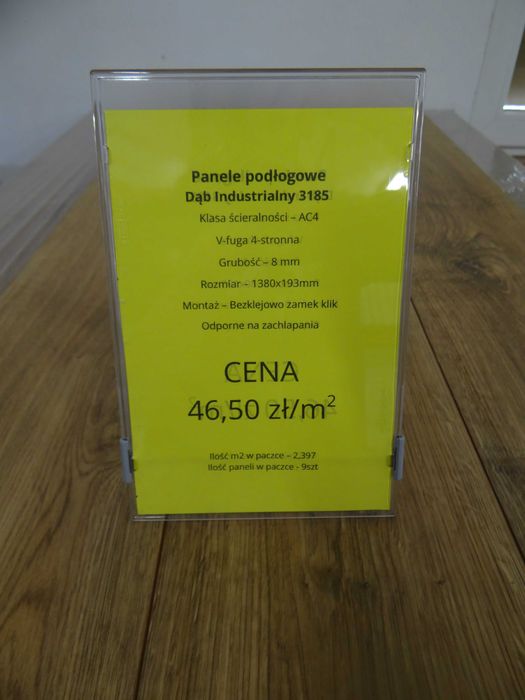 Panele podłogowe
Dąb Industrialny 3185
Klasa ścieralności – AC4
V-fuga 4-stronna
Grubość – 8 mm
Rozmiar – 1380x193mm
Montaż – Bezklejowo zamek klik
Odporne na zachlapania
CENA
46,50 zł/m²
Ilość m2 w paczce – 2,397
Ilość paneli w paczce - 9szt